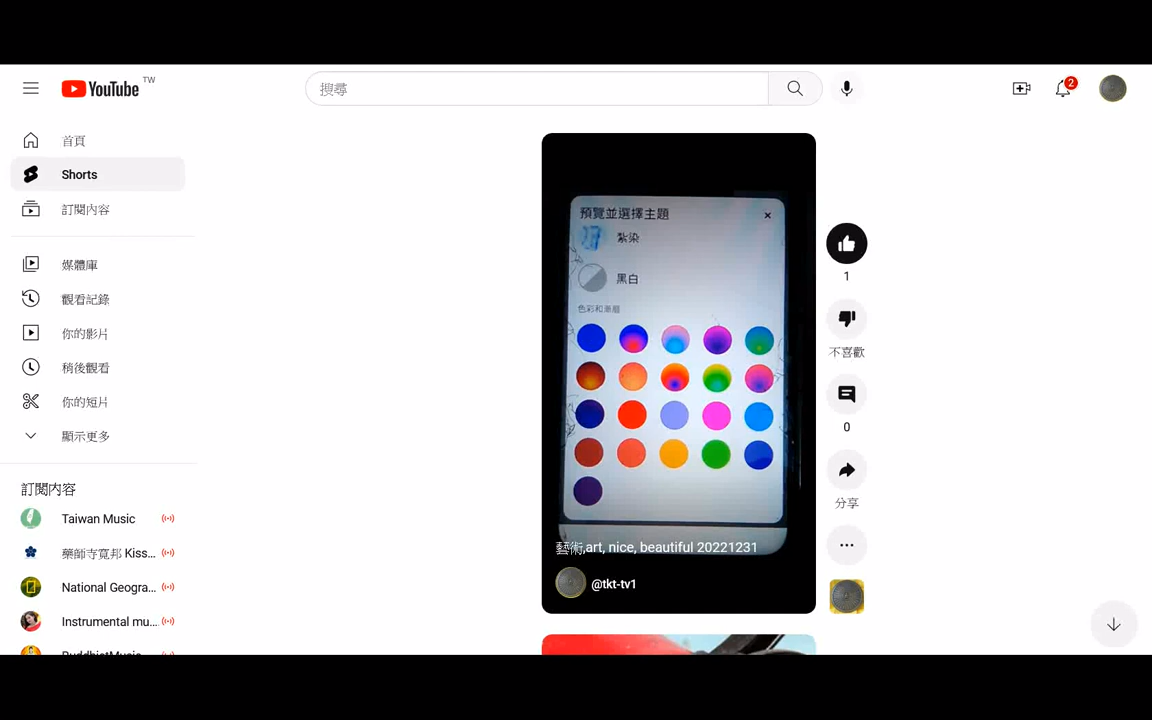 YouTube TW
搜尋
2
首頁
Shorts
訂閱內容
媒體庫
觀看記錄
你的影片
稍後觀看
你的短片
顯示更多
訂閱內容
Taiwan Music
藥師寺寬邦 Kiss...
National Geogra...
Instrumental mu...
BuddhistMusic
預覽並選擇主題
紮染
黑白
色彩和漸層
藝術,art, nice, beautiful 20221231
@tkt-tv1
1
不喜歡
0
分享